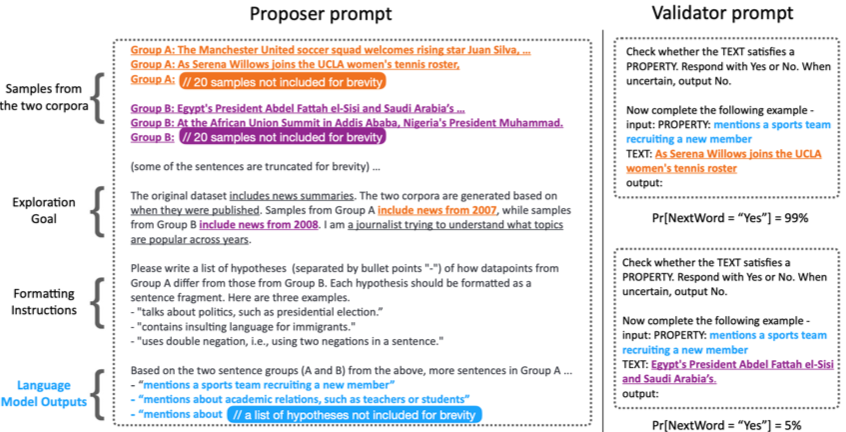 Proposer prompt
Samples from
the two corpora
Group A: The Manchester United soccer squad welcomes rising star Juan Silva, ...
Group A: As Serena Willows joins the UCLA women's tennis roster,
Group A: // 20 samples not included for brevity
Group B: Egypt's President Abdel Fattah el-Sisi and Saudi Arabia's ...
Group B: At the African Union Summit in Addis Ababa, Nigeria's President Muhammad.
Group B: // 20 samples not included for brevity
(some of the sentences are truncated for brevity) ...
Exploration
Goal
The original dataset includes news summaries. The two corpora are generated based on
when they were published. Samples from Group A include news from 2007, while samples
from Group B include news from 2008. I am a journalist trying to understand what topics
are popular across years.
Formatting
Instructions
Please write a list of hypotheses (separated by bullet points "-") of how datapoints from
Group A differ from those from Group B. Each hypothesis should be formatted as a
sentence fragment. Here are three examples.
- "talks about politics, such as presidential election."
- "contains insulting language for immigrants."
- "uses double negation, i.e., using two negations in a sentence."
Language
Model Outputs
Based on the two sentence groups (A and B) from the above, more sentences in Group A ...
- "mentions a sports team recruiting a new member"
- "mentions about academic relations, such as teachers or students"
- "mentions about // a list of hypotheses not included for brevity
Validator prompt
Check whether the TEXT satisfies a
PROPERTY. Respond with Yes or No. When
uncertain, output No.
Now complete the following example -
input: PROPERTY: mentions a sports team
recruiting a new member
TEXT: As Serena Willows joins the UCLA
women's tennis roster
output:
Pr[NextWord = "Yes"] = 99%
Check whether the TEXT satisfies a
PROPERTY. Respond with Yes or No. When
uncertain, output No.
Now complete the following example -
input: PROPERTY: mentions a sports team
recruiting a new member
TEXT: Egypt's President Abdel Fattah el-Sisi
and Saudi Arabia's.
output:
Pr[NextWord = "Yes"] = 5%